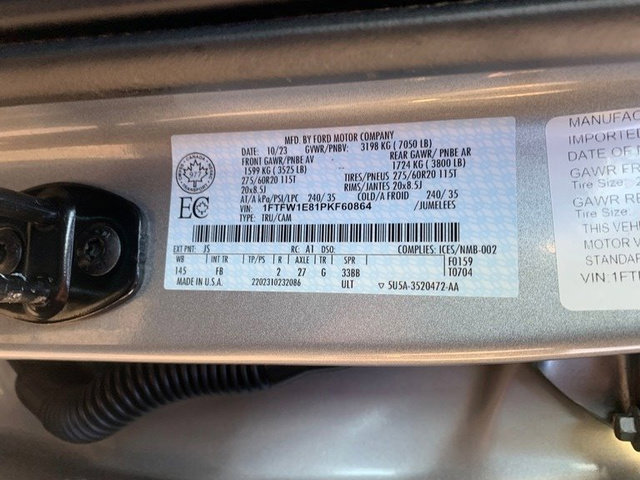 MFD. BY FORD MOTOR COMPANY
DATE: 10/23 GVWR/PNBV: 3198 KG ( 7050 LB)
FRONT GAWR/PNBE AV REAR GAWR/ PNBE AR
1599 KG ( 3525 LB) 1724 KG ( 3800 LB)
275/60R20 115T TIRES/PNEUS 275/60R20 115T
20x8.5J RIMS/JANTES 20x8.5J
AT/A kPa/PSI/LPC 240/ 35 COLD/A FROID 240/ 35
VIN: 1FTFW1E81PKF60864 /JUMELEES
TYPE: TRU/CAM
EC
EXT PNT: JS RC: A1 DSO: COMPLIES: ICES/NMB-002
WB INT TR TP/PS R AXLE TR SPR F0159
145 FB 2 27 G 33BB T0704
MADE IN U.S.A. 2202310232086 ULT ▽ SU5A-3520472-AA
MANUFAC
IMPORTED
DATE OF M
GAWR FR
Tire Size:
GAWR RE
Tire Size:
THIS VEHI
MOTOR V
STANDAR
VIN:1FTF